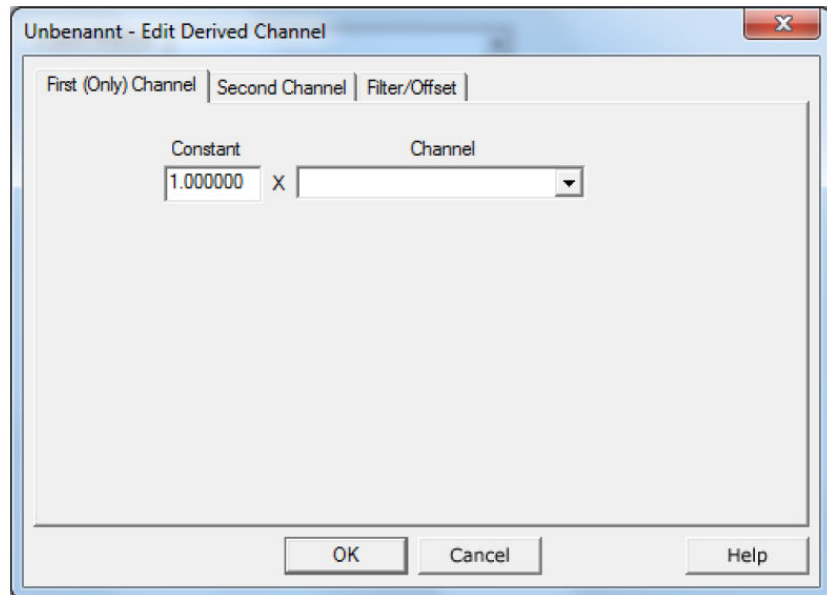 Unbenannt - Edit Derived Channel
First (Only) Channel Second Channel Filter/Offset
Constant Channel
1.000000 X
OK Cancel Help